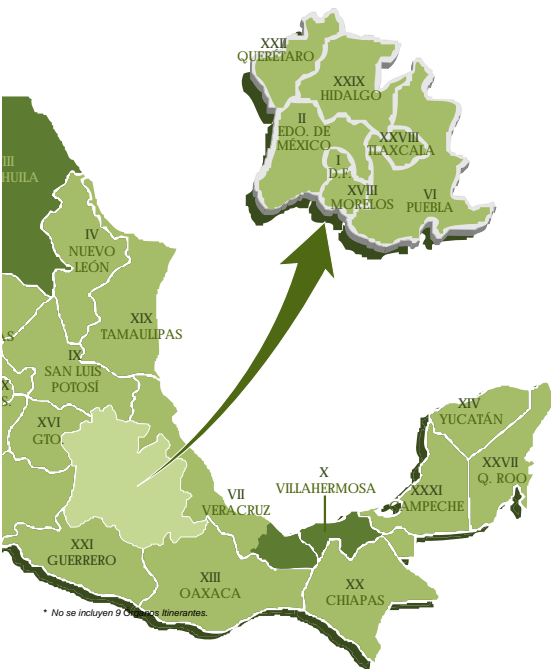 XXII
QUERÉTARO
XXIX
HIDALGO
II
EDO. DE
MÉXICO
XXVIII
TLAXCALA
I
D.F.
XVIII
MORELOS
VI
PUEBLA
III
HUILA
IV
NUEVO
LEÓN
XIX
TAMAULIPAS
AS
IX
SAN LUIS
POTOSÍ
X
S.
XVI
GTO.
XIV
YUCATÁN
XXVII
Q. ROO
X
VILLAHERMOSA
XXXI
CAMPECHE
VII
VERACRUZ
XXI
GUERRERO
XIII
OAXACA
XX
CHIAPAS
* No se incluyen 9 Órganos Itinerantes.